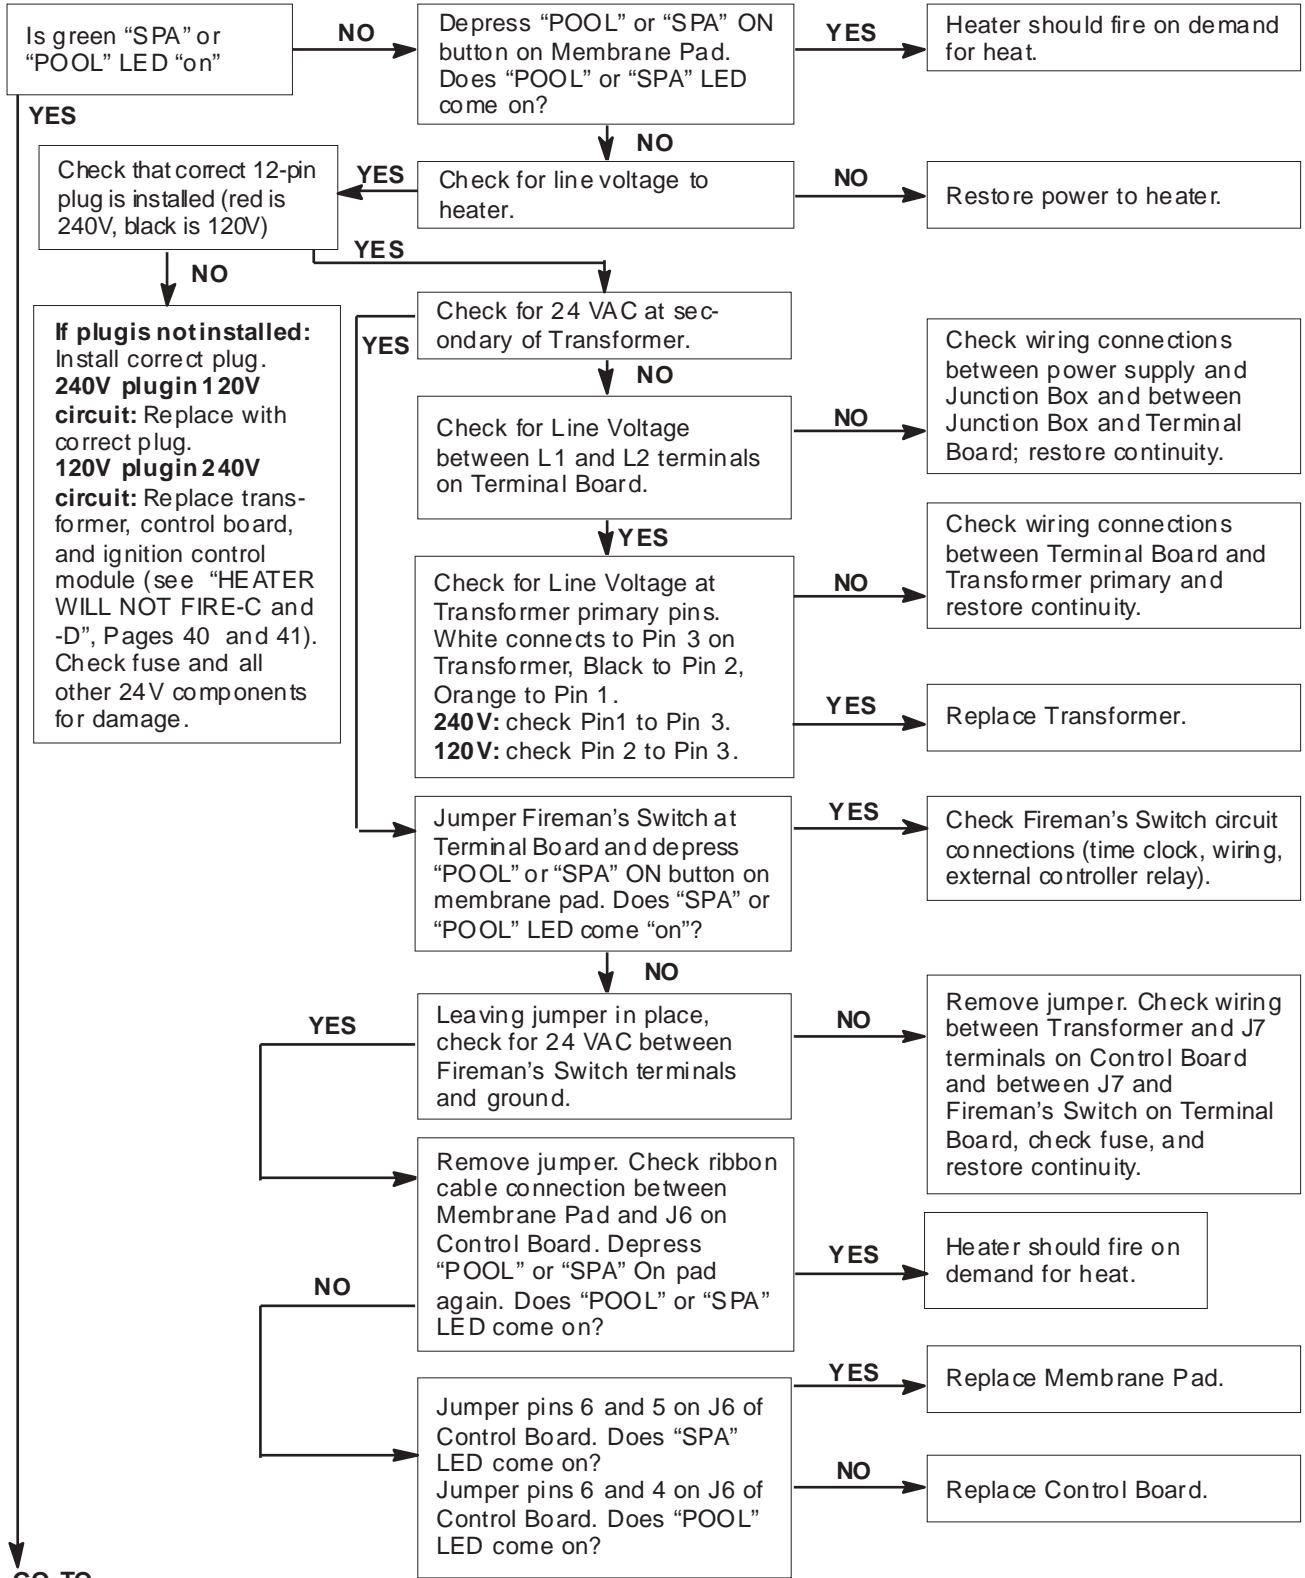 Is green “SPA” or
“POOL” LED “on”
NO
Depress “POOL” or “SPA” ON
button on Membrane Pad.
Does “POOL” or “SPA” LED
come on?
YES
Heater should fire on demand
for heat.
YES
NO
Check that correct 12-pin
plug is installed (red is
240V, black is 120V)
YES
Check for line voltage to
heater.
NO
Restore power to heater.
NO
YES
If plug is not installed:
Install correct plug.
240V plug in 120V
circuit: Replace with
correct plug.
120V plug in 240V
circuit: Replace trans-
former, control board,
and ignition control
module (see “HEATER
WILL NOT FIRE-C and
-D”, Pages 40 and 41).
Check fuse and all
other 24V components
for damage.
YES
Check for 24 VAC at sec-
ondary of Transformer.
NO
Check for Line Voltage
between L1 and L2 terminals
on Terminal Board.
NO
Check wiring connections
between power supply and
Junction Box and between
Junction Box and Terminal
Board; restore continuity.
YES
Check for Line Voltage at
Transformer primary pins.
White connects to Pin 3 on
Transformer, Black to Pin 2,
Orange to Pin 1.
240V: check Pin1 to Pin 3.
120V: check Pin 2 to Pin 3.
NO
Check wiring connections
between Terminal Board and
Transformer primary and
restore continuity.
YES
Replace Transformer.
Jumper Fireman’s Switch at
Terminal Board and depress
“POOL” or “SPA” ON button on
membrane pad. Does “SPA” or
“POOL” LED come “on”?
YES
Check Fireman’s Switch circuit
connections (time clock, wiring,
external controller relay).
NO
YES
Leaving jumper in place,
check for 24 VAC between
Fireman’s Switch terminals
and ground.
NO
Remove jumper. Check wiring
between Transformer and J7
terminals on Control Board
and between J7 and
Fireman’s Switch on Terminal
Board, check fuse, and
restore continuity.
Remove jumper. Check ribbon
cable connection between
Membrane Pad and J6 on
Control Board. Depress
“POOL” or “SPA” On pad
again. Does “POOL” or “SPA”
LED come on?
YES
Heater should fire on
demand for heat.
NO
Jumper pins 6 and 5 on J6 of
Control Board. Does “SPA”
LED come on?
Jumper pins 6 and 4 on J6 of
Control Board. Does “POOL”
LED come on?
YES
Replace Membrane Pad.
NO
Replace Control Board.
GO TO